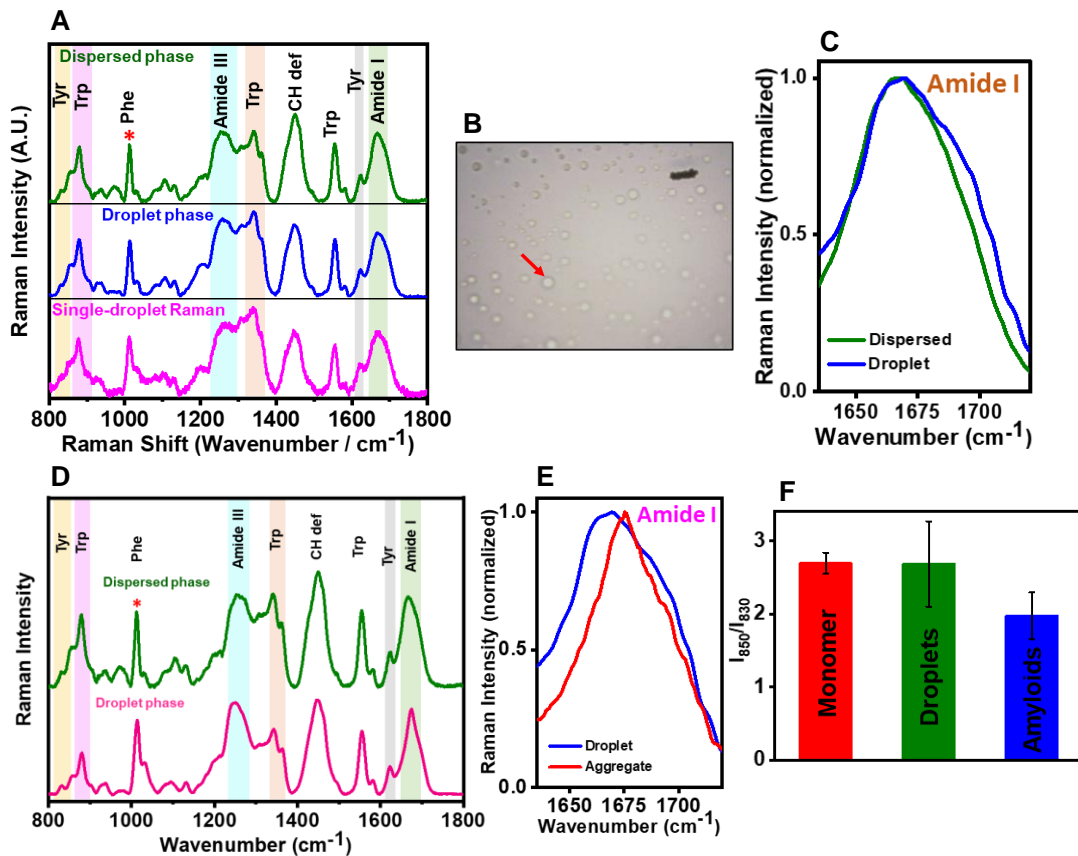 A
Dispersed phase
Tyr
Trp
Phe
*
Amide III
Trp
CH def
Trp
Tyr
Amide I
Droplet phase
Single-droplet Raman
Raman Intensity (A.U.)
800 1000 1200 1400 1600 1800
Raman Shift (Wavenumber / cm-1)
B
C
Amide I
1.0
0.5
0.0
Raman Intensity (normalized)
Dispersed
Droplet
1650 1675 1700
Wavenumber (cm-1)
D
Tyr
Trp
Phe
*
Amide III
Trp
CH def
Trp
Tyr
Amide I
Dispersed phase
Droplet phase
Raman Intensity
800 1000 1200 1400 1600 1800
Wavenumber (cm-1)
E
Amide I
1.0
0.5
0.0
Raman Intensity (normalized)
Droplet
Aggregate
1650 1675 1700
Wavenumber (cm-1)
F
3
2
1
0
I850/I830
Monomer
Droplets
Amyloids